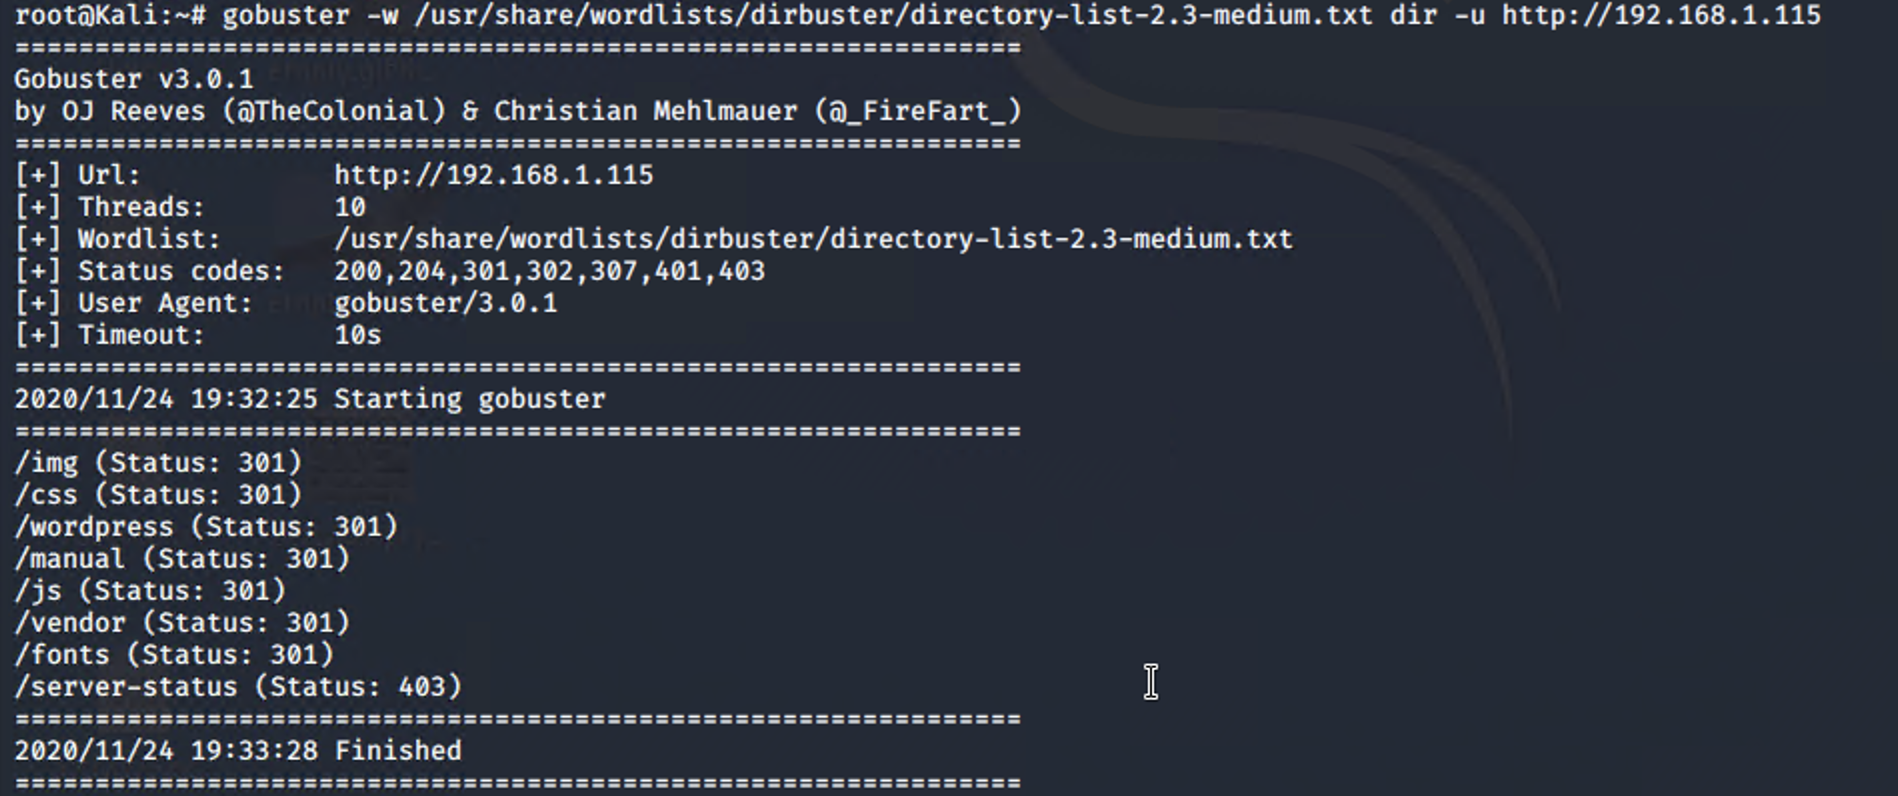 root@Kali:~# gobuster -w /usr/share/wordlists/dirbuster/directory-list-2.3-medium.txt dir -u http://192.168.1.115
===============================================================
Gobuster v3.0.1
by OJ Reeves (@TheColonial) & Christian Mehlmauer (@_FireFart_)
===============================================================
[+] Url:            http://192.168.1.115
[+] Threads:        10
[+] Wordlist:       /usr/share/wordlists/dirbuster/directory-list-2.3-medium.txt
[+] Status codes:   200,204,301,302,307,401,403
[+] User Agent:     gobuster/3.0.1
[+] Timeout:        10s
===============================================================
2020/11/24 19:32:25 Starting gobuster
===============================================================
/img (Status: 301)
/css (Status: 301)
/wordpress (Status: 301)
/manual (Status: 301)
/js (Status: 301)
/vendor (Status: 301)
/fonts (Status: 301)
/server-status (Status: 403)
===============================================================
2020/11/24 19:33:28 Finished
===============================================================